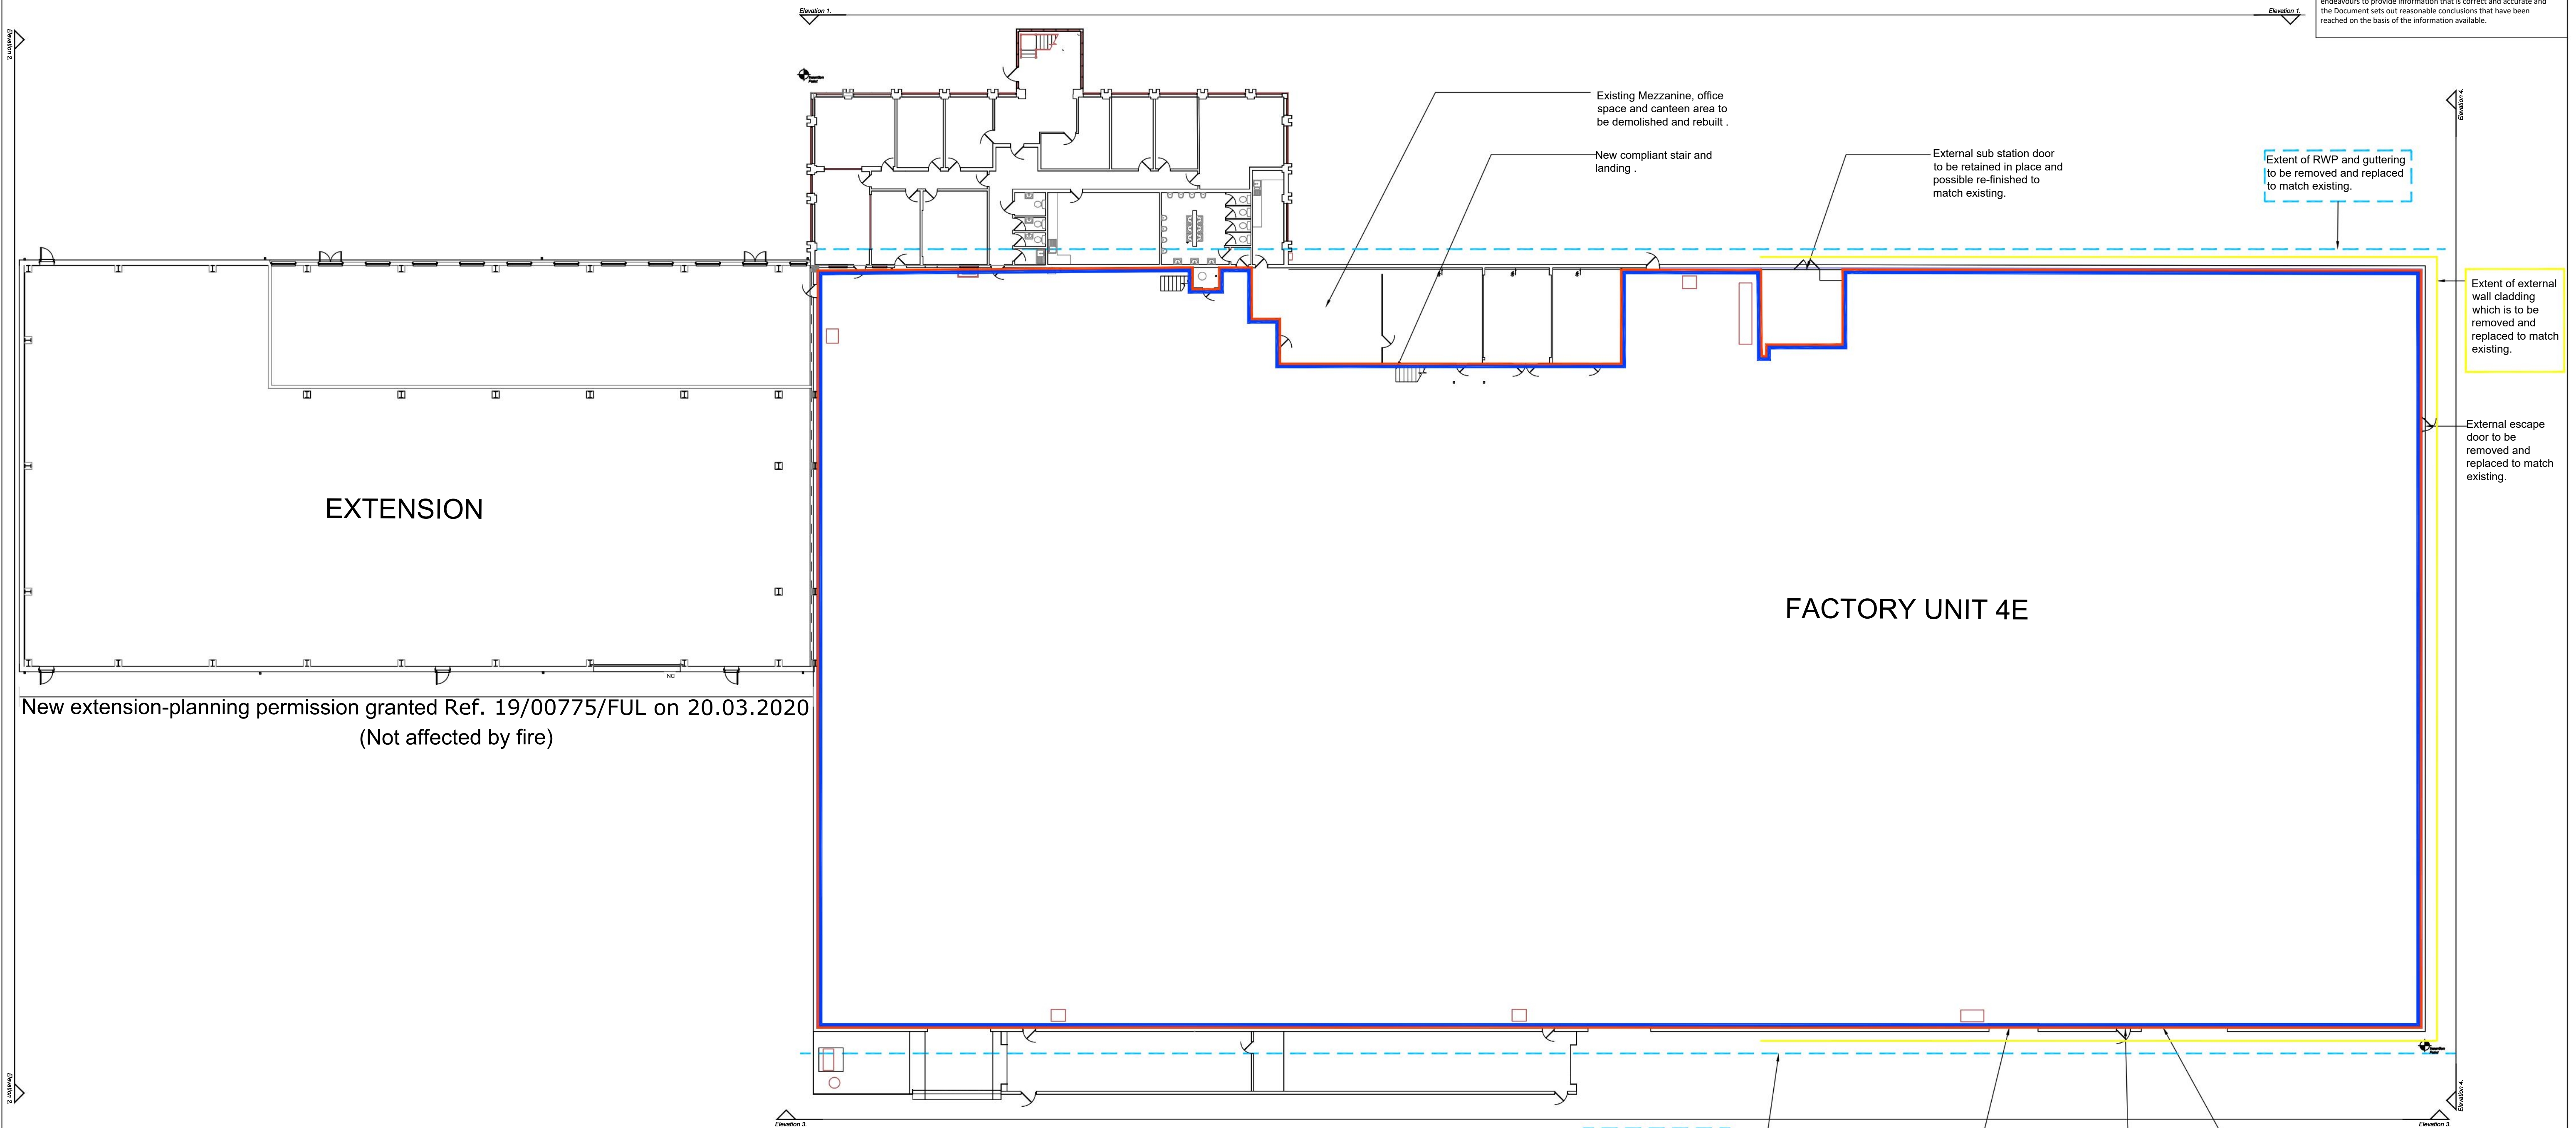 endeavours to provide information that is correct and accurate and
the Document sets out reasonable conclusions that have been
reached on the basis of the information available.
Elevation 1.
Elevation 1.
Elevation 2.
Elevation 4.
Insertion
Point
Existing Mezzanine, office
space and canteen area to
be demolished and rebuilt .
New compliant stair and
landing .
External sub station door
to be retained in place and
possible re-finished to
match existing.
Extent of RWP and guttering
to be removed and replaced
to match existing.
Extent of external
wall cladding
which is to be
removed and
replaced to match
existing.
External escape
door to be
removed and
replaced to match
existing.
EXTENSION
FACTORY UNIT 4E
DN
New extension-planning permission granted Ref. 19/00775/FUL on 20.03.2020
(Not affected by fire)
Insertion
Point
Elevation 2.
Elevation 4.
Elevation 3.
Elevation 3.